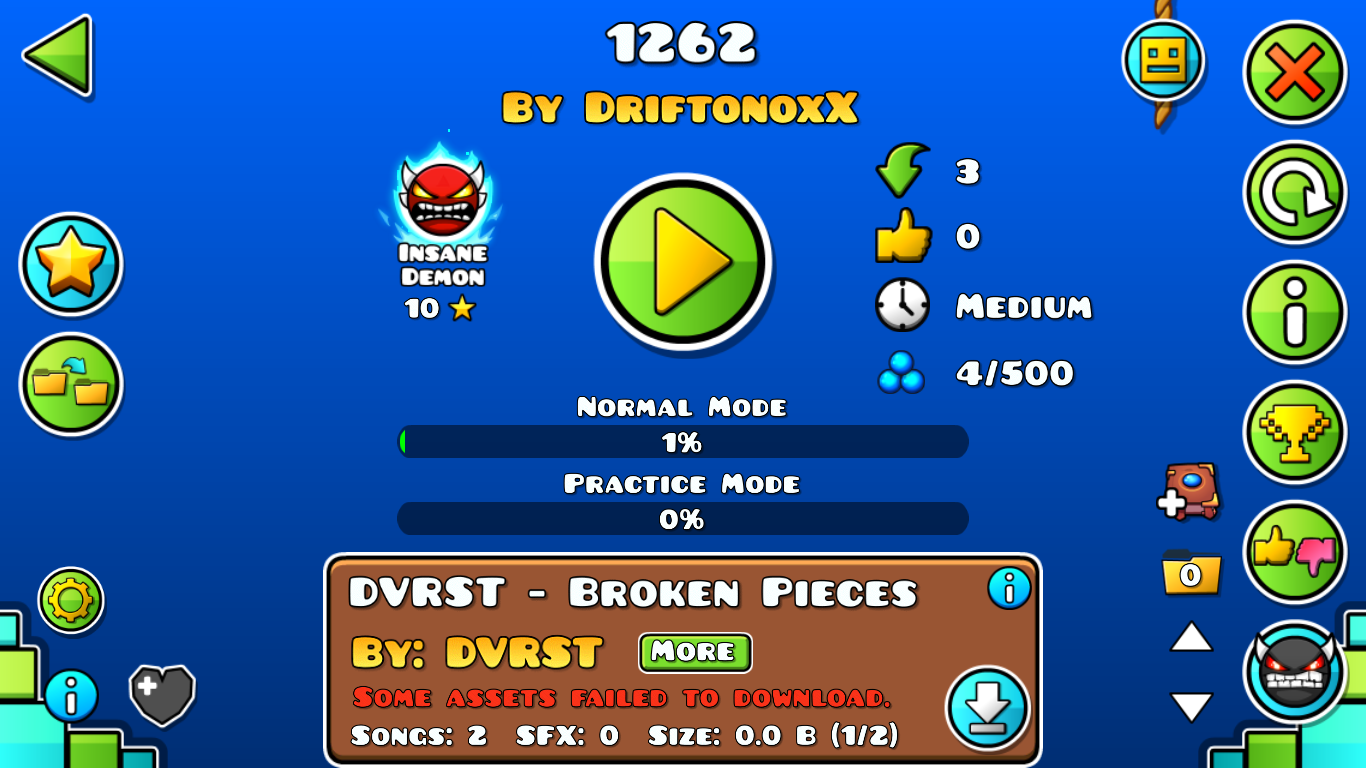 1262
By DriftonoxX
3
0
Medium
4/500
Insane
Demon
10
Normal Mode
1%
Practice Mode
0%
0
DVRST - Broken Pieces
By: DVRST
More
Some assets failed to download.
Songs: 2 SFX: 0 Size: 0.0 B (1/2)